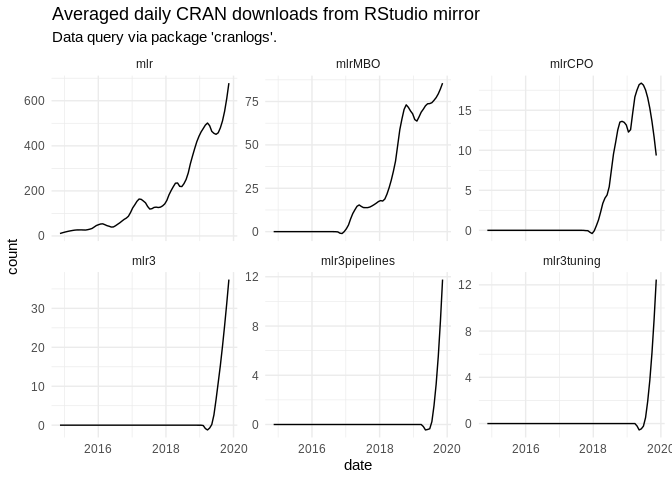 Averaged daily CRAN downloads from RStudio mirror
Data query via package 'cranlogs'.
mlr
mlrMBO
mlrCPO
600
400
200
0
75
50
25
0
15
10
5
0
count
mlr3
mlr3pipelines
mlr3tuning
30
20
10
0
12
8
4
0
12
8
4
0
2016 2018 2020
2016 2018 2020
2016 2018 2020
date